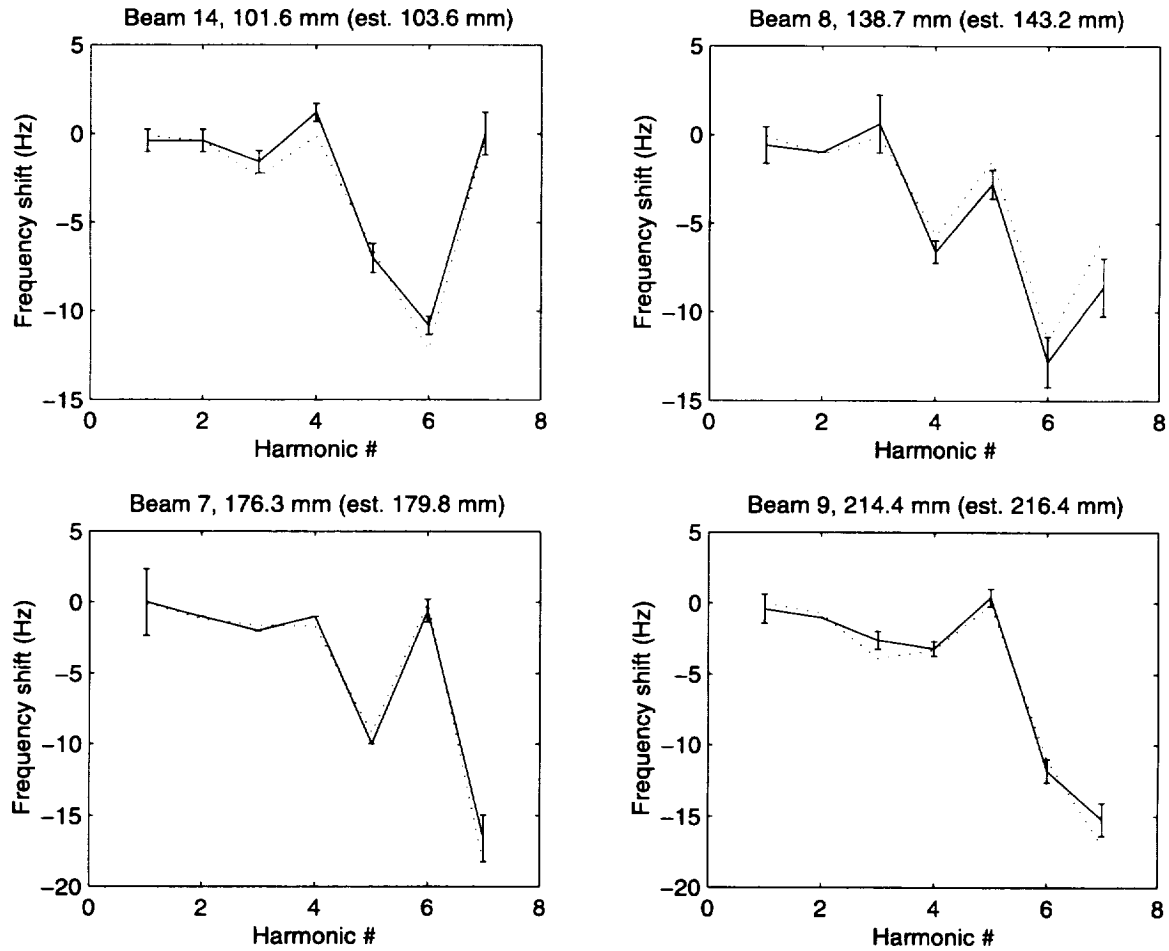 Beam 14, 101.6 mm (est. 103.6 mm)
Frequency shift (Hz)
5
0
−5
−10
−15
0 2 4 6 8
Harmonic #
Beam 8, 138.7 mm (est. 143.2 mm)
Frequency shift (Hz)
5
0
−5
−10
−15
0 2 4 6 8
Harmonic #
Beam 7, 176.3 mm (est. 179.8 mm)
Frequency shift (Hz)
5
0
−5
−10
−15
−20
0 2 4 6 8
Harmonic #
Beam 9, 214.4 mm (est. 216.4 mm)
Frequency shift (Hz)
5
0
−5
−10
−15
−20
0 2 4 6 8
Harmonic #